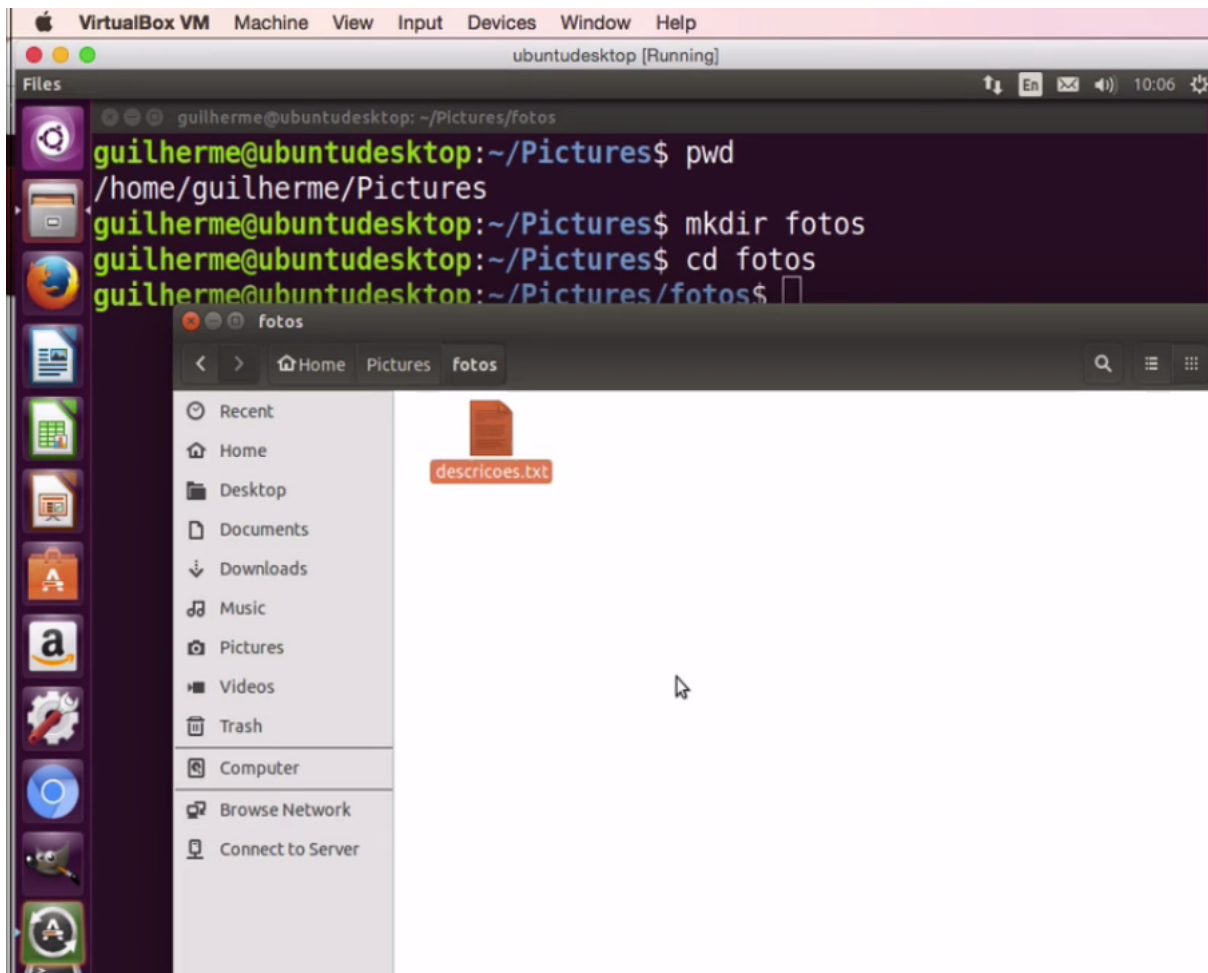 VirtualBox VM Machine View Input Devices Window Help
ubuntudesktop [Running]
Files En 10:06
guilherme@ubuntudesktop: ~/Pictures/fotos
guilherme@ubuntudesktop:~/Pictures$ pwd
/home/guilherme/Pictures
guilherme@ubuntudesktop:~/Pictures$ mkdir fotos
guilherme@ubuntudesktop:~/Pictures$ cd fotos
guilherme@ubuntudesktop:~/Pictures/fotos$
fotos
Home Pictures fotos
Recent
Home
Desktop
Documents
Downloads
Music
Pictures
Videos
Trash
Computer
Browse Network
Connect to Server
descricoes.txt